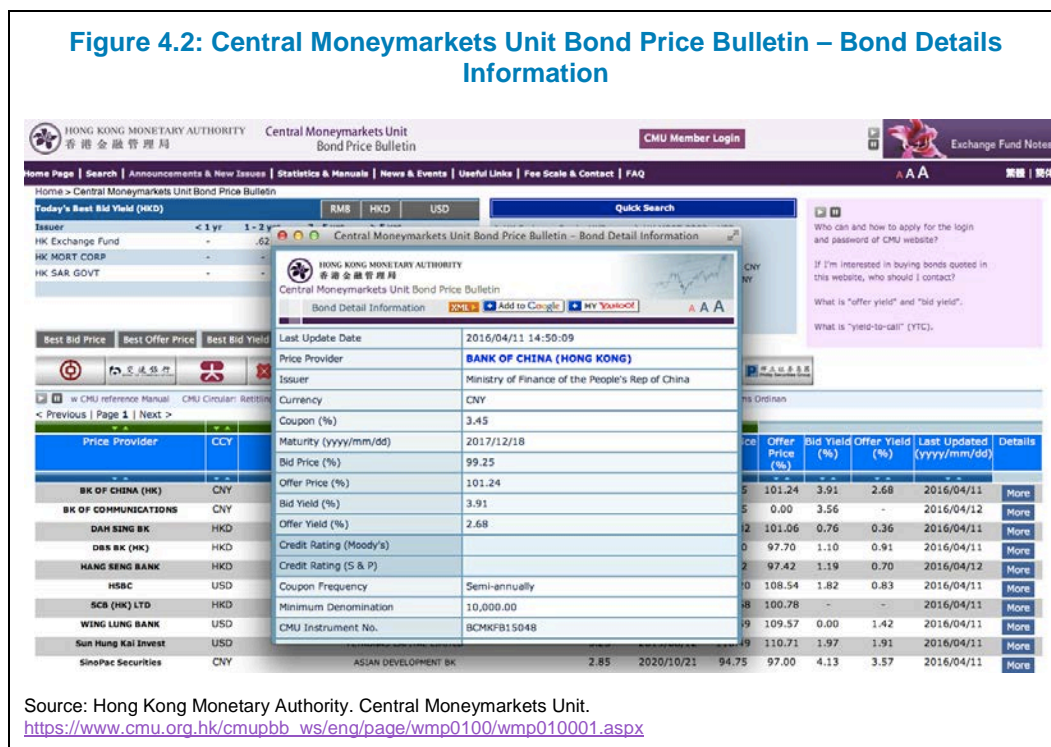 Figure 4.2: Central Moneymarkets Unit Bond Price Bulletin – Bond Details
Information
HONG KONG MONETARY AUTHORITY
香港金融管理局
Central Moneymarkets Unit
Bond Price Bulletin
CMU Member Login
Exchange Fund Notes
Home Page | Search | Announcements & New Issues | Statistics & Manuals | News & Events | Useful Links | Fee Scale & Contact | FAQ
A A A
繁體 | 簡体
Home > Central Moneymarkets Unit Bond Price Bulletin
Today's Best Bid Yield (HKD) RMB HKD USD
Quick Search
Issuer < 1 yr 1 - 2 yr
HK Exchange Fund - .62
HK MORT CORP - -
HK SAR GOVT - -
CNY
Who can and how to apply for the login
and password of CMU website?
If I'm interested in buying bonds quoted in
this website, who should I contact?
What is "offer yield" and "bid yield".
What is "yield-to-call" (YTC).
Best Bid Price Best Offer Price Best Bid Yield
w CMU reference Manual CMU Circular:
Ordinan
< Previous | Page 1 | Next >
Central Moneymarkets Unit Bond Price Bulletin – Bond Detail Information
HONG KONG MONETARY AUTHORITY
香港金融管理局
Central Moneymarkets Unit Bond Price Bulletin
Bond Detail Information XML Add to Google MY YAHOO! A A A
Last Update Date 2016/04/11 14:50:09
Price Provider BANK OF CHINA (HONG KONG)
Issuer Ministry of Finance of the People's Rep of China
Currency CNY
Coupon (%) 3.45
Maturity (yyyy/mm/dd) 2017/12/18
Bid Price (%) 99.25
Offer Price (%) 101.24
Bid Yield (%) 3.91
Offer Yield (%) 2.68
Credit Rating (Moody's)
Credit Rating (S & P)
Coupon Frequency Semi-annually
Minimum Denomination 10,000.00
CMU Instrument No. BCMKFB15048
Price Provider CCY Offer Price (%) Bid Yield (%) Offer Yield (%) Last Updated (yyyy/mm/dd) Details
BK OF CHINA (HK) CNY 101.24 3.91 2.68 2016/04/11 More
BK OF COMMUNICATIONS CNY 0.00 3.56 - 2016/04/12 More
DAH SING BK HKD 101.06 0.76 0.36 2016/04/11 More
DBS BK (HK) HKD 97.70 1.10 0.91 2016/04/11 More
HANG SENG BANK HKD 97.42 1.19 0.70 2016/04/12 More
HSBC USD 108.54 1.82 0.83 2016/04/11 More
SCB (HK) LTD HKD 100.78 - - 2016/04/11 More
WING LUNG BANK USD 109.57 0.00 1.42 2016/04/11 More
Sun Hung Kai Invest USD 110.71 1.97 1.91 2016/04/11 More
SinoPac Securities CNY ASIAN DEVELOPMENT BK 2.85 2020/10/21 94.75 97.00 4.13 3.57 2016/04/11 More
Source: Hong Kong Monetary Authority. Central Moneymarkets Unit.
https://www.cmu.org.hk/cmupbb_ws/eng/page/wmp0100/wmp010001.aspx